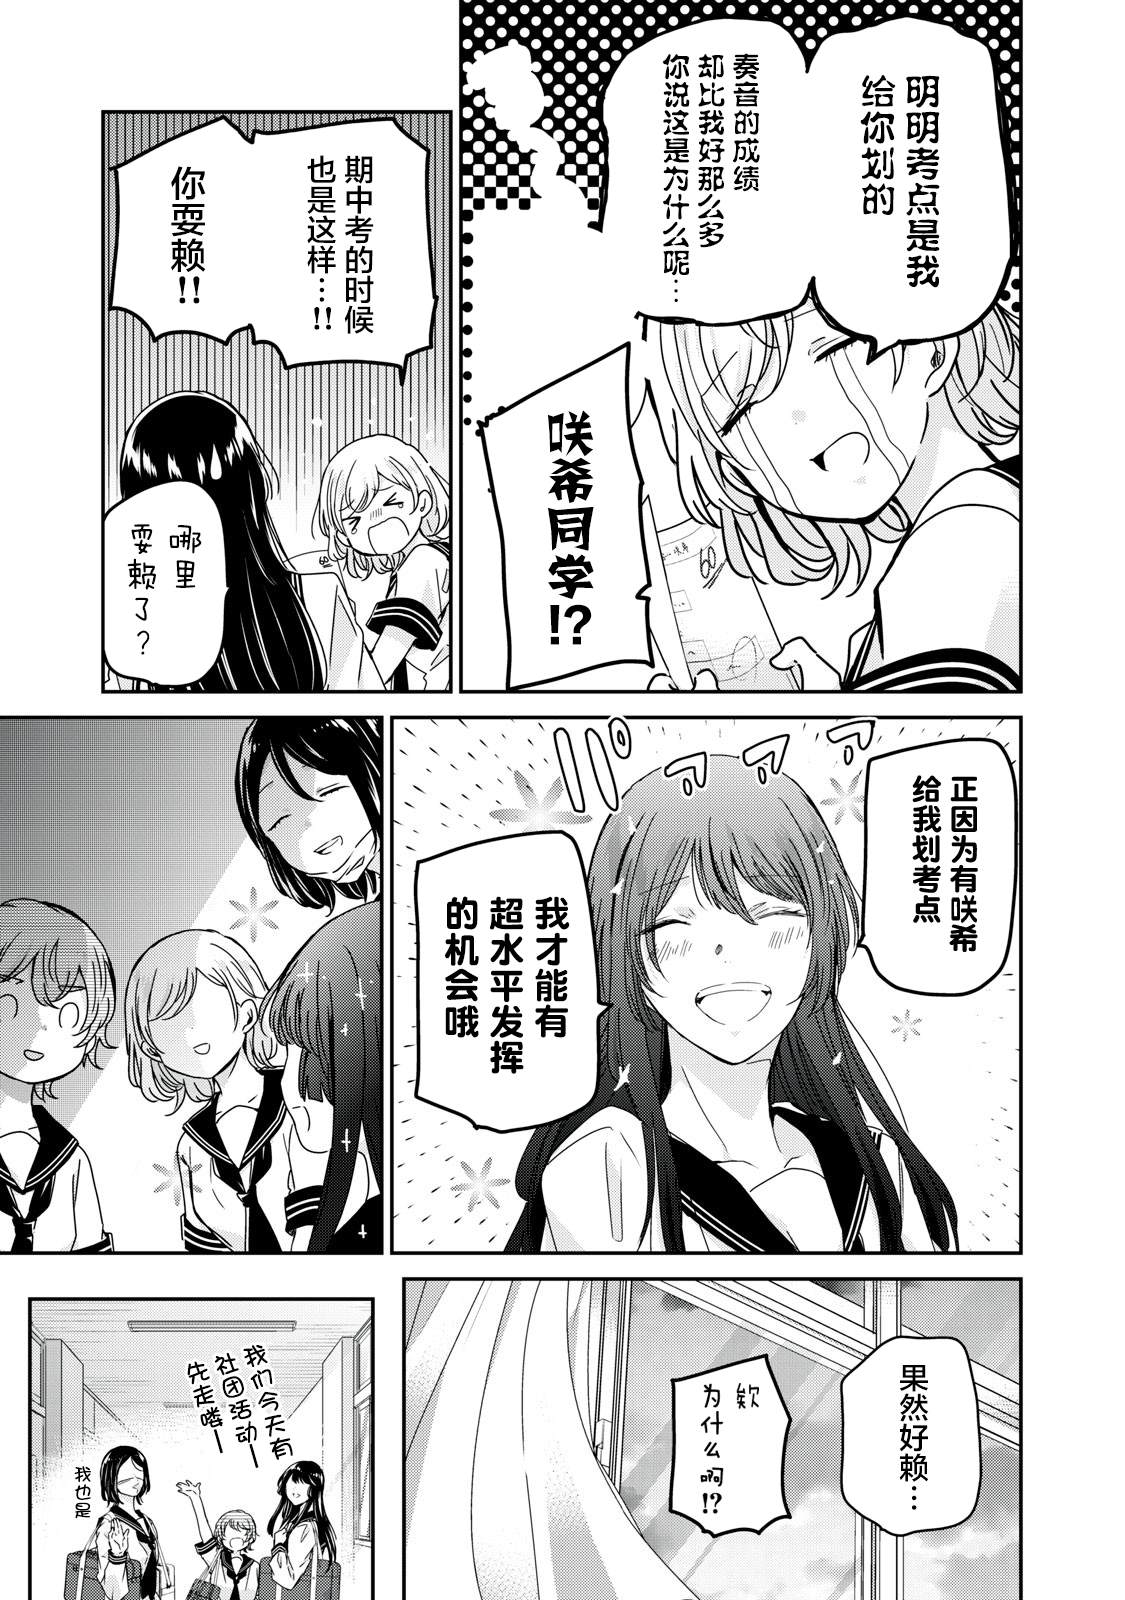 明明考点是我
给你划的
奏音的成绩
却比我好那么多
你说这是为什么呢…
咲希同学!?
期中考的时候
也是这样…!!
你耍赖!!
哪里
耍赖了?
正因为有咲希
给我划考点
パァァァ
我才能有
超水平发挥
的机会哦
果然好赖…
欸
为什么啊!?
我们今天有
社团活动—
先走喽—
我也是